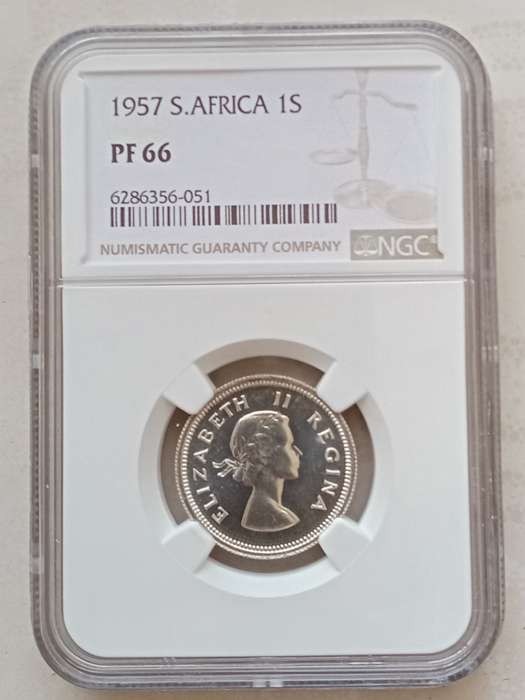 1957 S.AFRICA 1S
PF 66
6286356-051
NUMISMATIC GUARANTY COMPANY NGC
ELIZABETH II REGINA